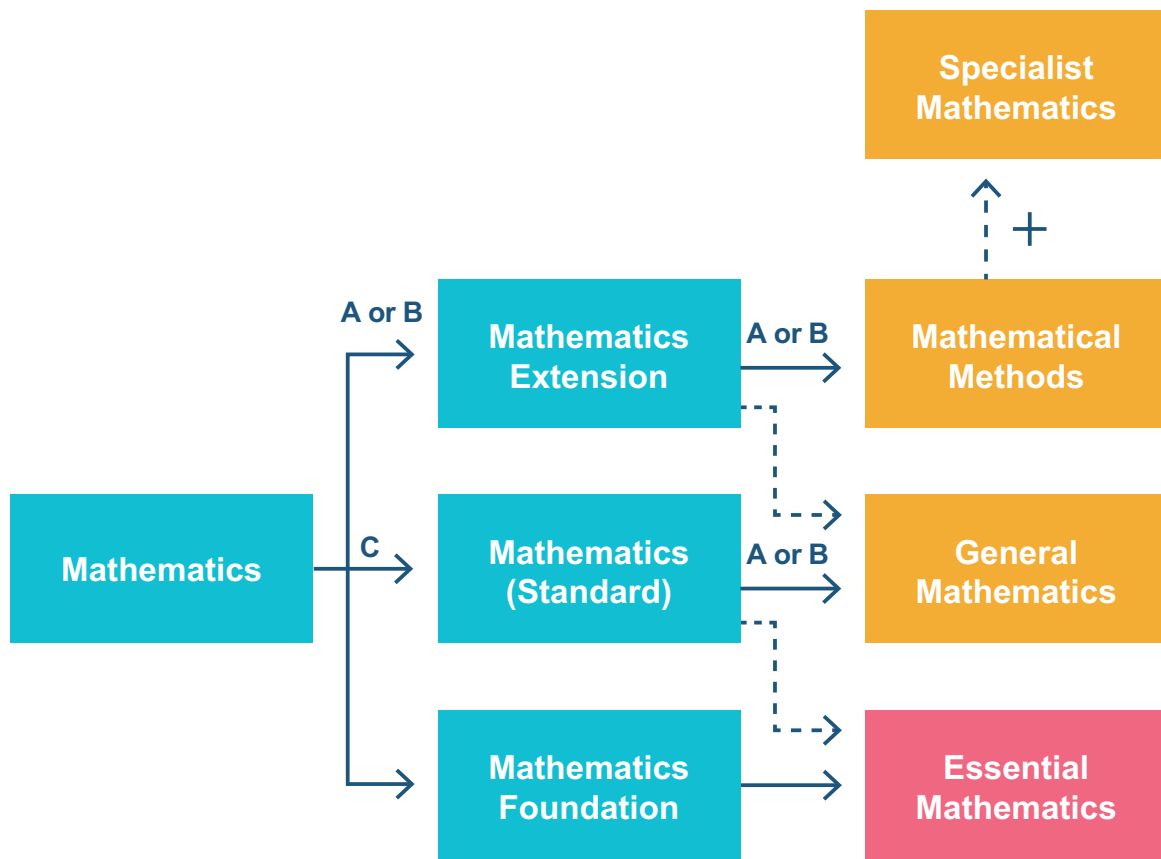 Specialist
Mathematics
+
A or B
Mathematics
Extension
A or B
Mathematical
Methods
Mathematics
C
Mathematics
(Standard)
A or B
General
Mathematics
Mathematics
Foundation
Essential
Mathematics